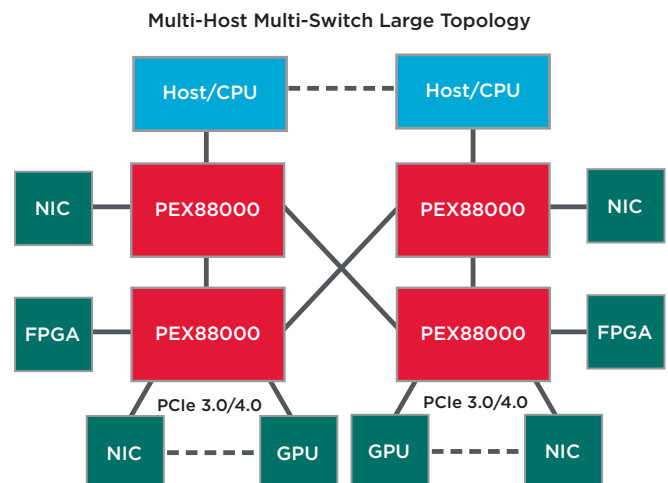 Multi-Host Multi-Switch Large Topology
Host/CPU
Host/CPU
NIC
PEX88000
PEX88000
NIC
FPGA
PEX88000
PEX88000
FPGA
PCIe 3.0/4.0
PCIe 3.0/4.0
NIC
GPU
GPU
NIC